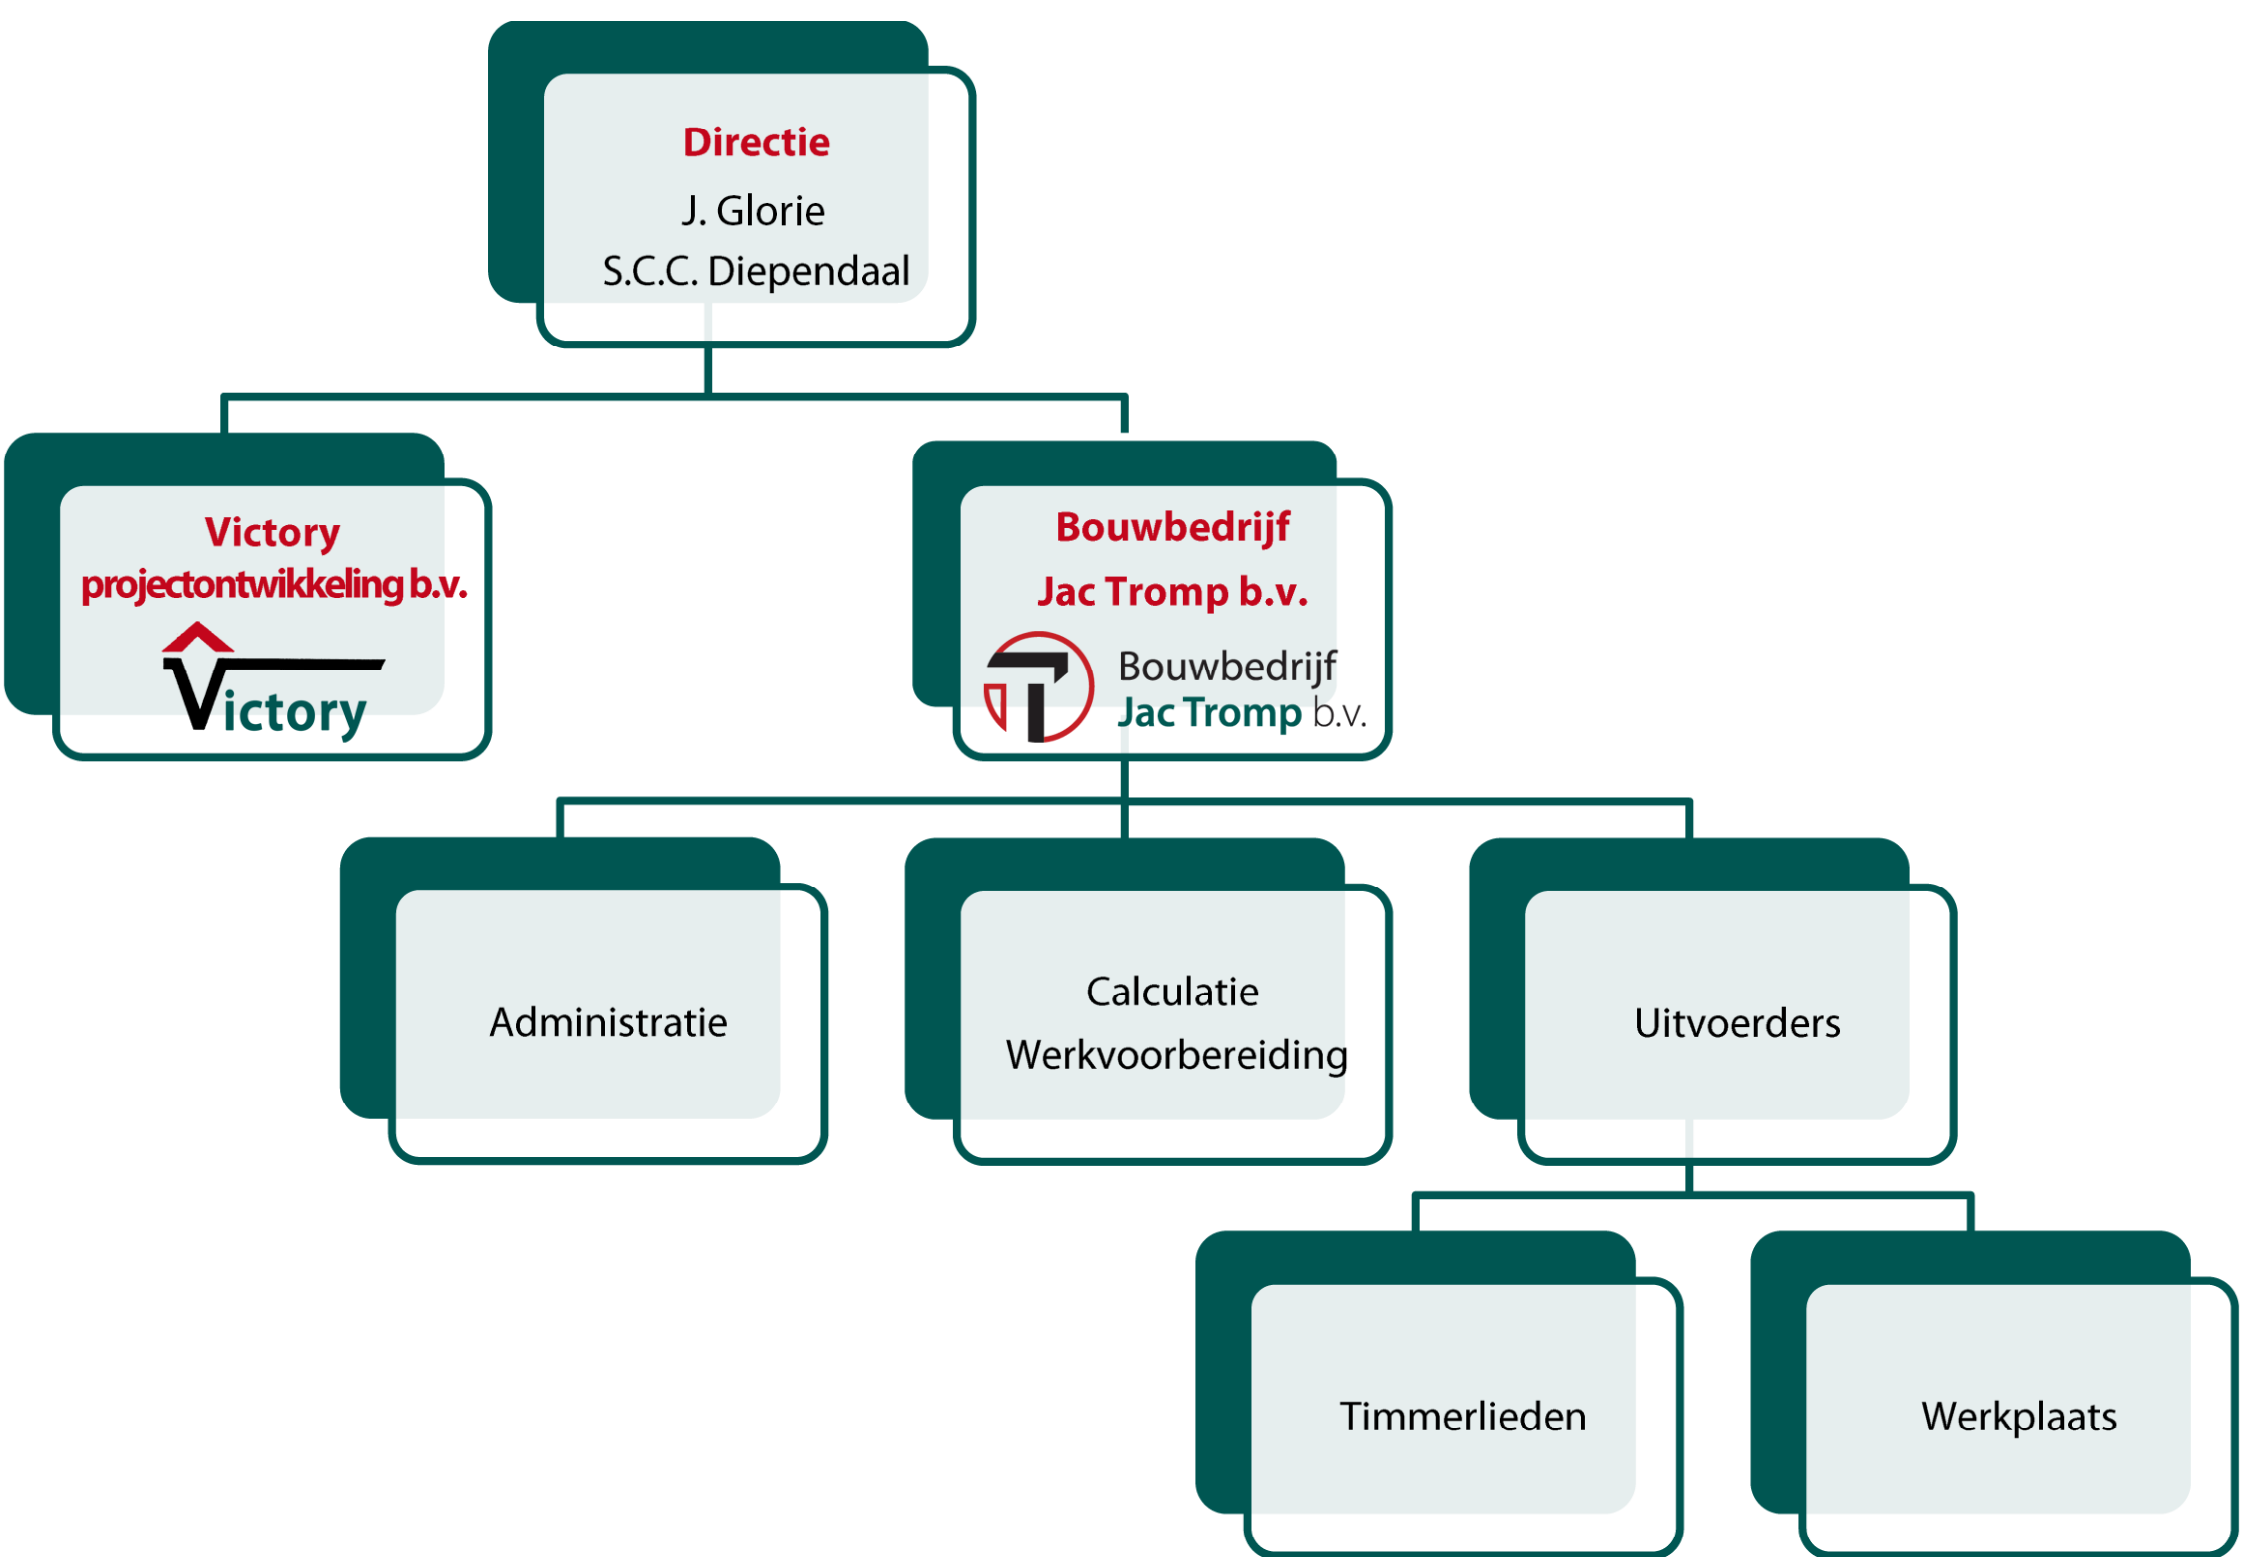 Directie
J. Glorie
S.C.C. Diependaal
Victory
projectontwikkeling b.v.
Victory
Bouwbedrijf
Jac Tromp b.v.
Bouwbedrijf
Jac Tromp b.v.
Administratie
Calculatie
Werkvoorbereiding
Uitvoerders
Timmerlieden
Werkplaats